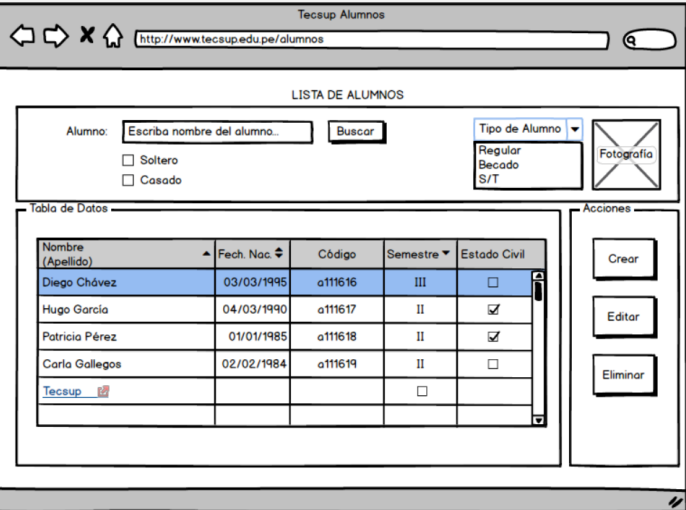 Tecsup Alumnos
http://www.tecsup.edu.pe/alumnos
LISTA DE ALUMNOS
Alumno: Escriba nombre del alumno... Buscar Tipo de Alumno
Regular
Becado
S/T
Fotografía
Soltero
Casado
Tabla de Datos Acciones
Nombre
(Apellido) Fech. Nac. Código Semestre Estado Civil
Diego Chávez 03/03/1995 a111616 III
Hugo García 04/03/1990 a111617 II
Patricia Pérez 01/01/1985 a111618 II
Carla Gallegos 02/02/1984 a111619 II
Tecsup
Crear
Editar
Eliminar